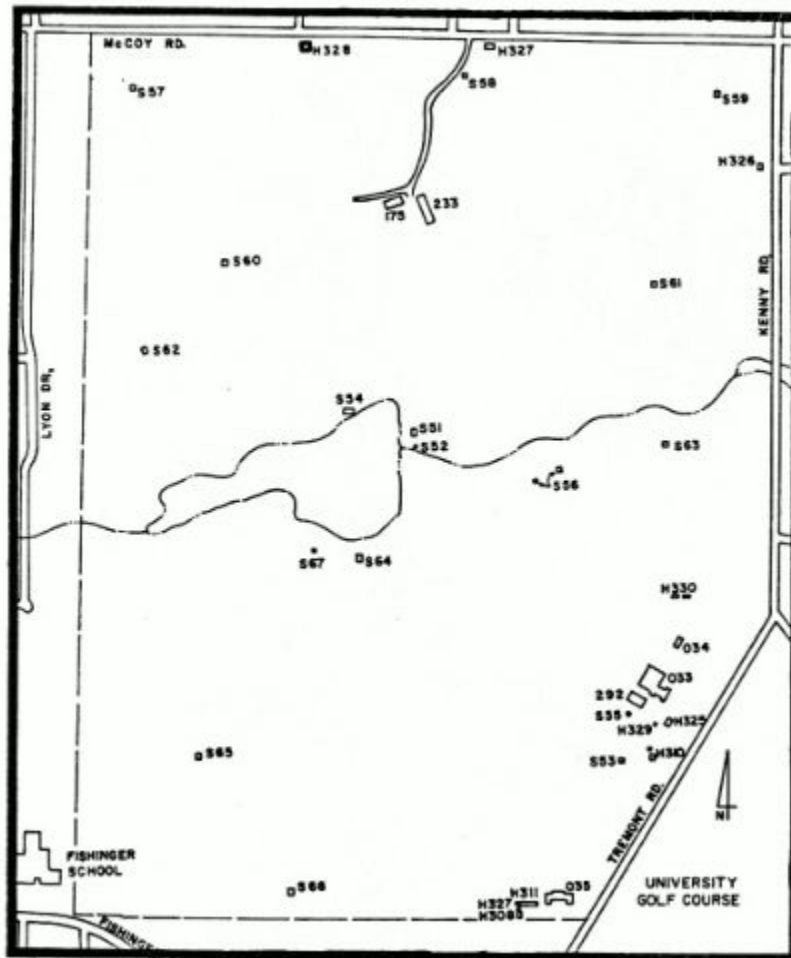 McCOY RD.
H328
H327
S57
S58
S59
H326
175
233
S60
S61
KENNY RD.
S62
LYON DR.
S54
S51
S52
S63
S56
S67
S64
H330
034
033
292
S55
H329
H325
S65
S53
H310
TREMONT RD.
N
FISHINGER
SCHOOL
S66
H311
035
H327
H308
UNIVERSITY
GOLF COURSE
FISHINGER